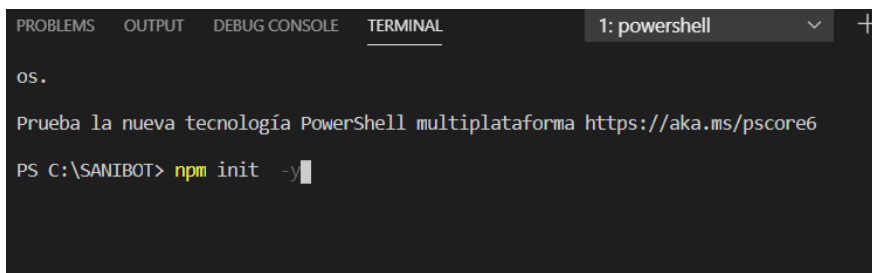 PROBLEMS OUTPUT DEBUG CONSOLE TERMINAL 1: powershell
os.
Prueba la nueva tecnología PowerShell multiplataforma https://aka.ms/pscore6
PS C:\SANIBOT> npm init -y